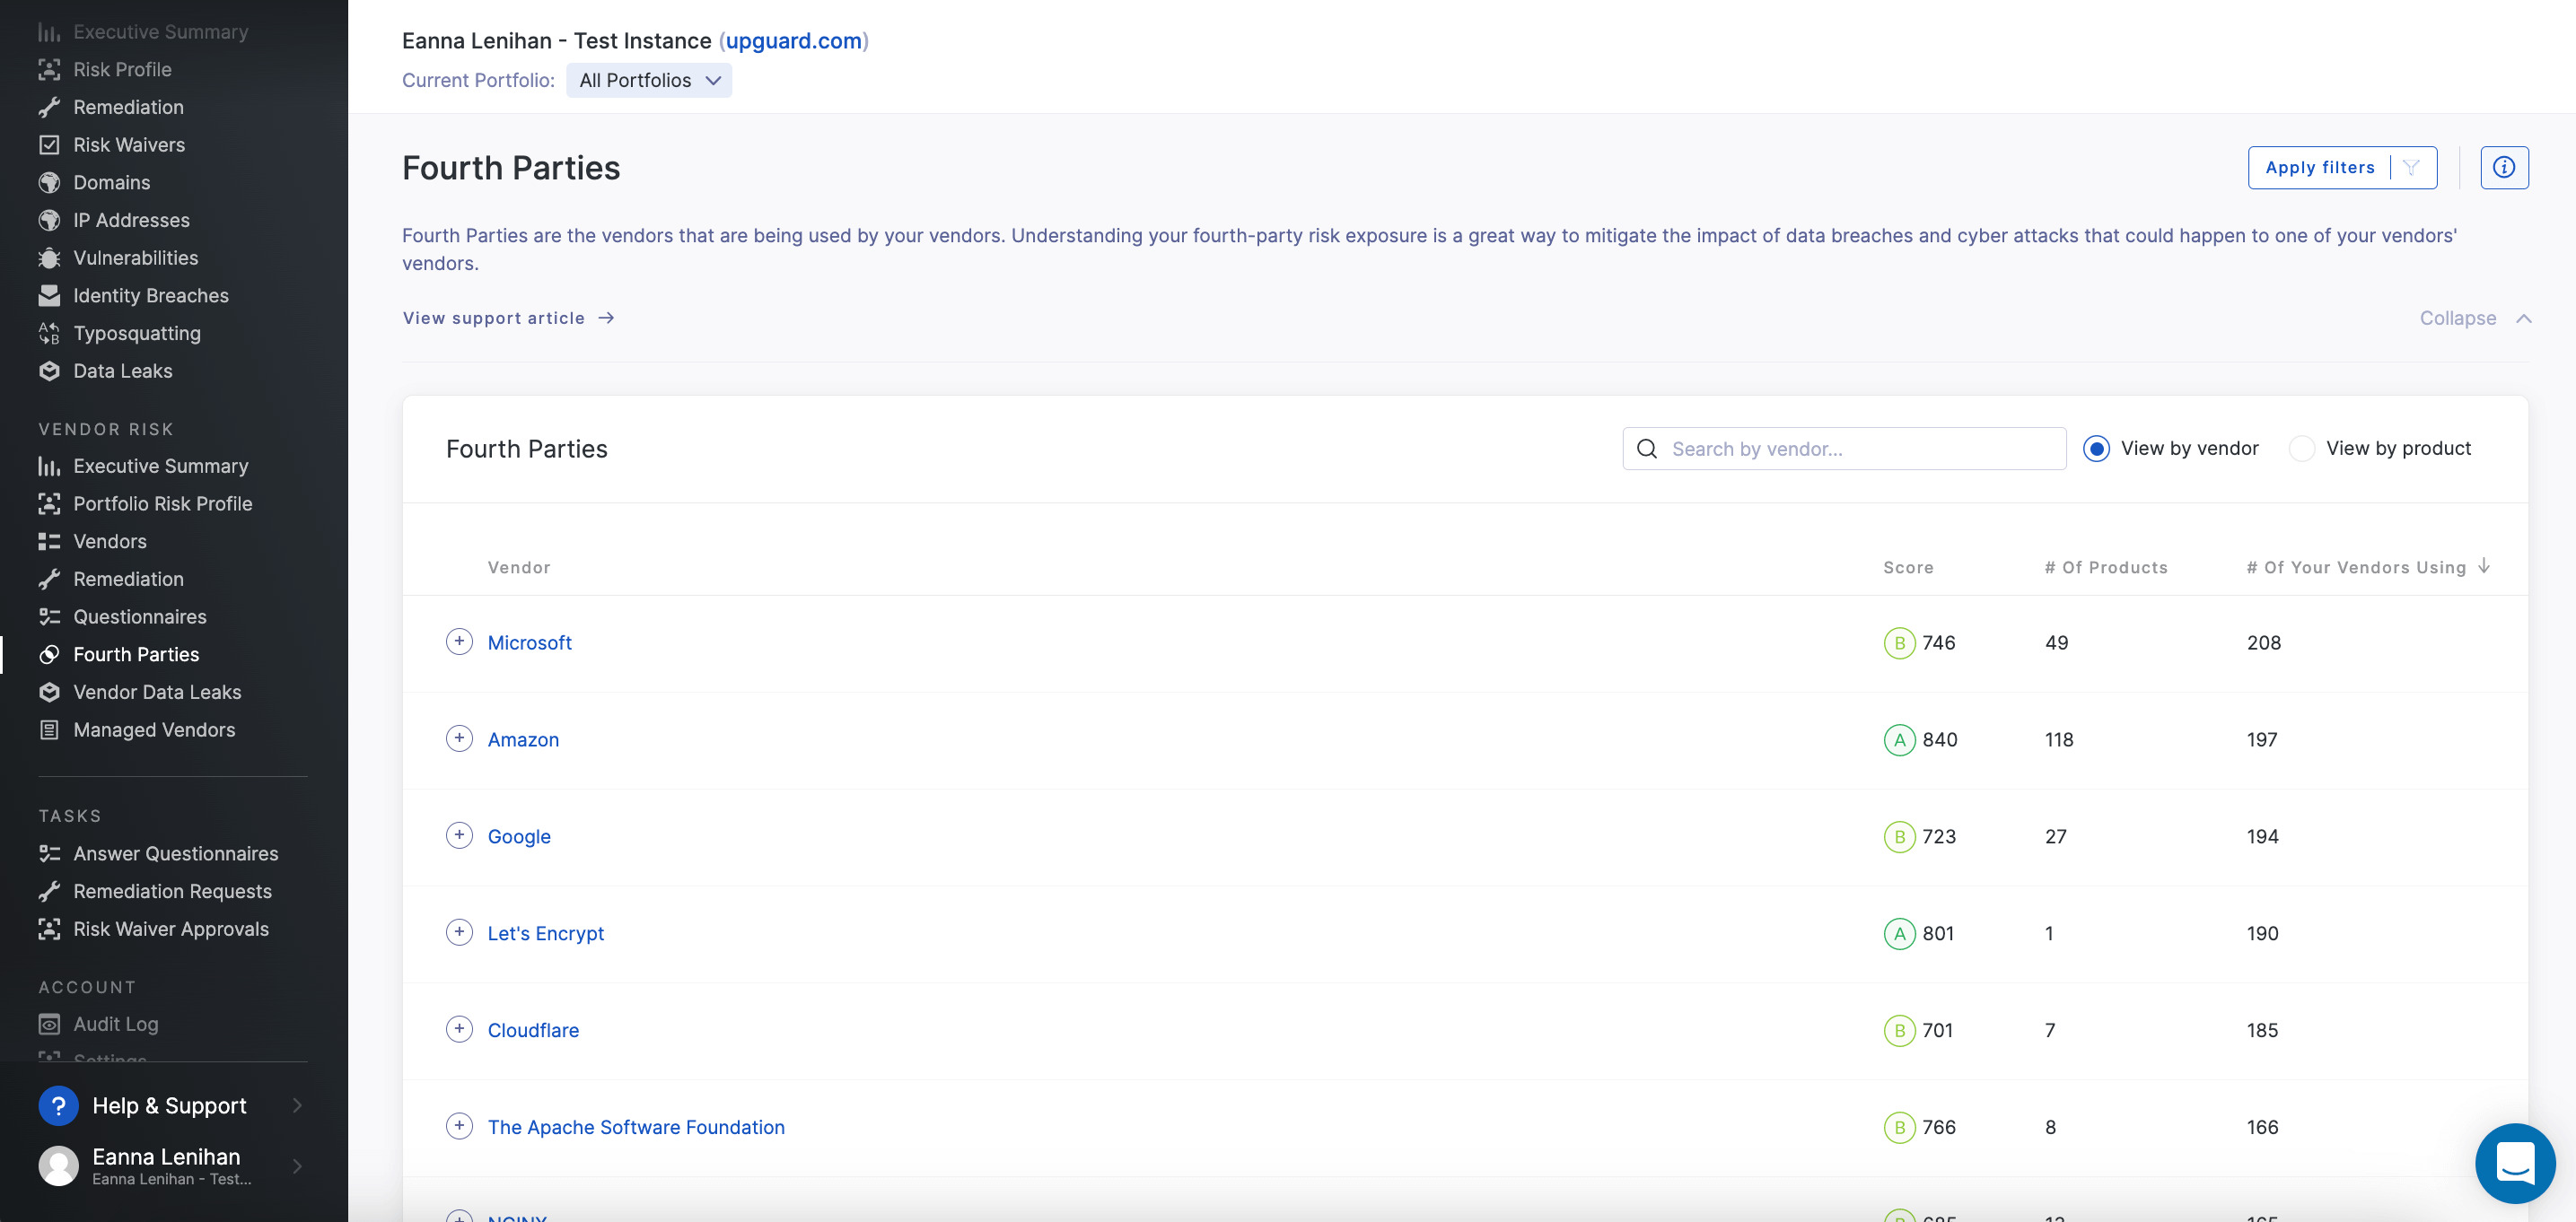 Executive Summary
Risk Profile
Remediation
Risk Waivers
Domains
IP Addresses
Vulnerabilities
Identity Breaches
Typosquatting
Data Leaks
VENDOR RISK
Executive Summary
Portfolio Risk Profile
Vendors
Remediation
Questionnaires
Fourth Parties
Vendor Data Leaks
Managed Vendors
TASKS
Answer Questionnaires
Remediation Requests
Risk Waiver Approvals
ACCOUNT
Audit Log
Settings
? Help & Support
Eanna Lenihan
Eanna Lenihan - Test...
Eanna Lenihan - Test Instance (upguard.com)
Current Portfolio: All Portfolios
Fourth Parties
Apply filters
Fourth Parties are the vendors that are being used by your vendors. Understanding your fourth-party risk exposure is a great way to mitigate the impact of data breaches and cyber attacks that could happen to one of your vendors'
vendors.
View support article →
Collapse
Fourth Parties
Search by vendor...
View by vendor
View by product
Vendor Score # Of Products # Of Your Vendors Using ↓
Microsoft B 746 49 208
Amazon A 840 118 197
Google B 723 27 194
Let's Encrypt A 801 1 190
Cloudflare B 701 7 185
The Apache Software Foundation B 766 8 166
NGINX B 685